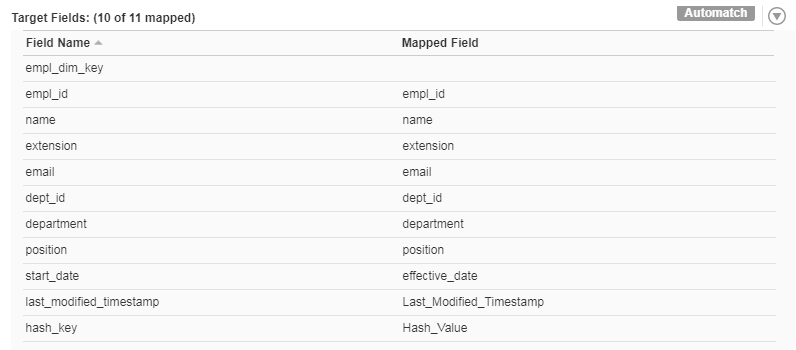 Target Fields: (10 of 11 mapped) Automatch
Field Name Mapped Field
empl_dim_key
empl_id empl_id
name name
extension extension
email email
dept_id dept_id
department department
position position
start_date effective_date
last_modified_timestamp Last_Modified_Timestamp
hash_key Hash_Value